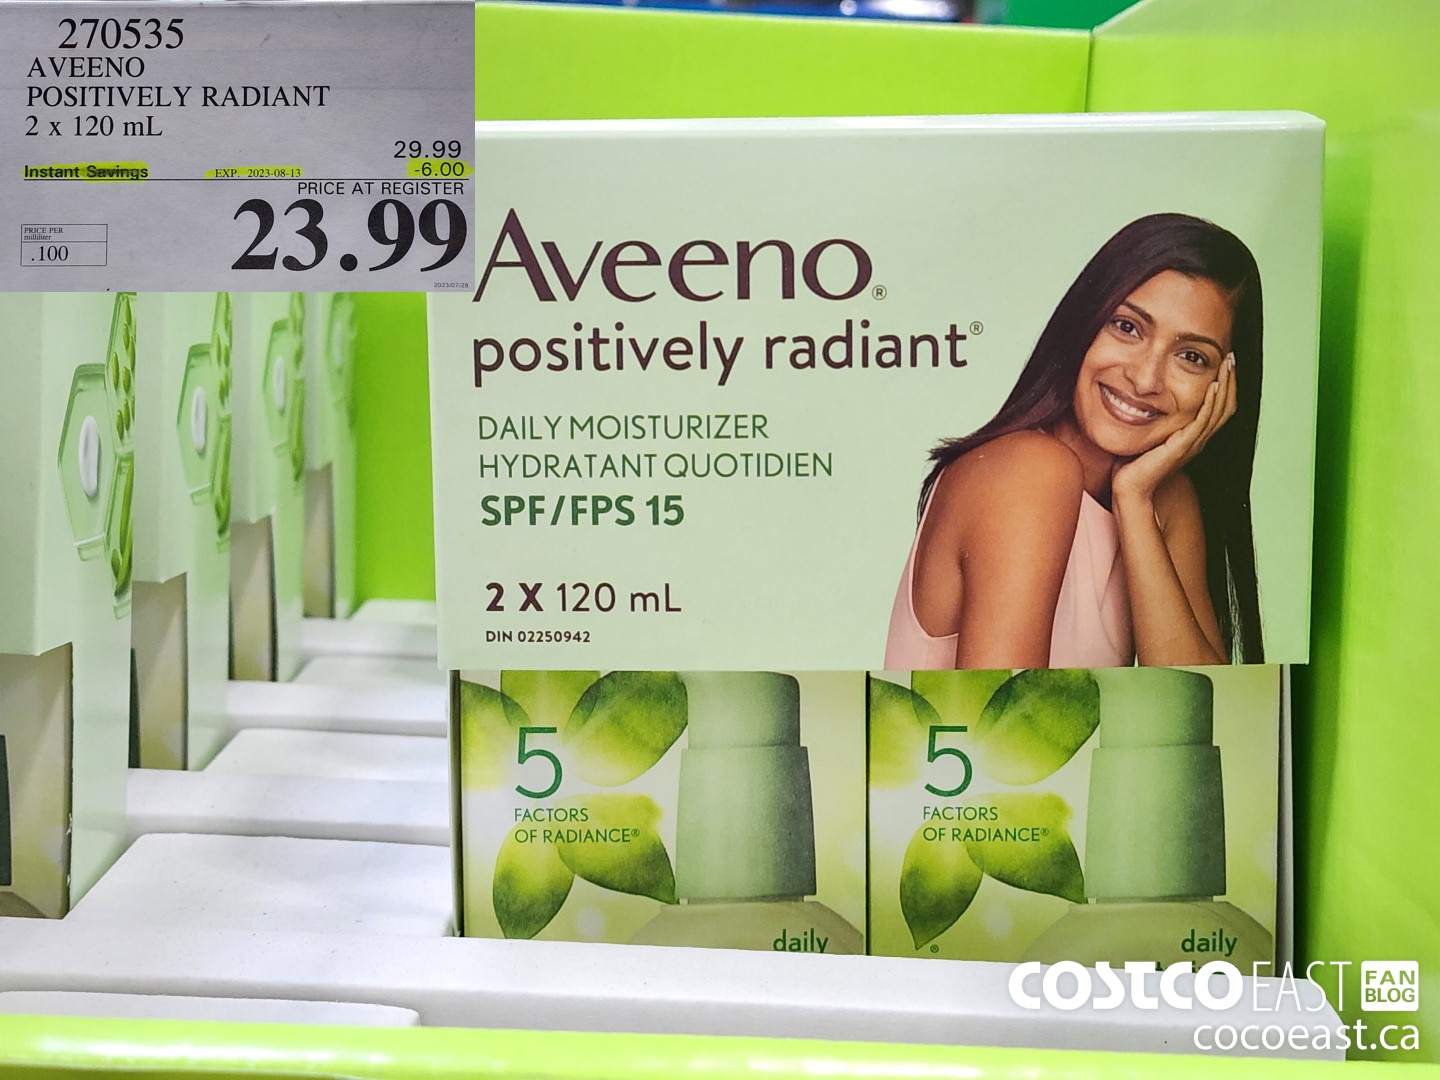 270535
AVEENO
POSITIVELY RADIANT
2 x 120 mL
29.99
Instant Savings EXP. 2023-08-13 -6.00
PRICE AT REGISTER
23.99
PRICE PER
milliliter
.100
2023/07/28
Aveeno®
positively radiant®
DAILY MOISTURIZER
HYDRATANT QUOTIDIEN
SPF/FPS 15
2 X 120 mL
DIN 02250942
5
FACTORS
OF RADIANCE®
daily
5
FACTORS
OF RADIANCE®
daily
COSTCO EAST FAN BLOG
cocoeast.ca